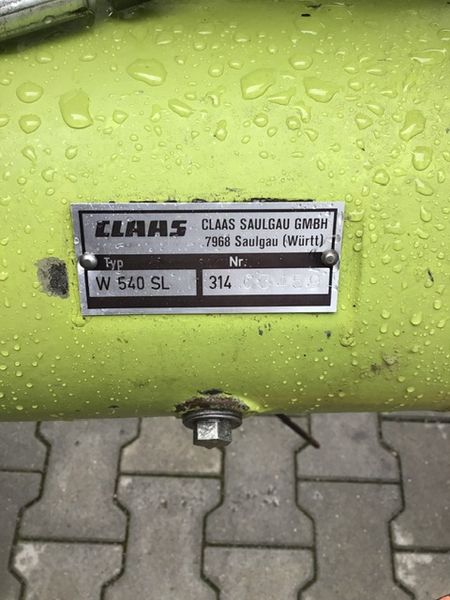 CLAAS CLAAS SAULGAU GMBH
7968 Saulgau (Württ)
Typ Nr.
W 540 SL 314